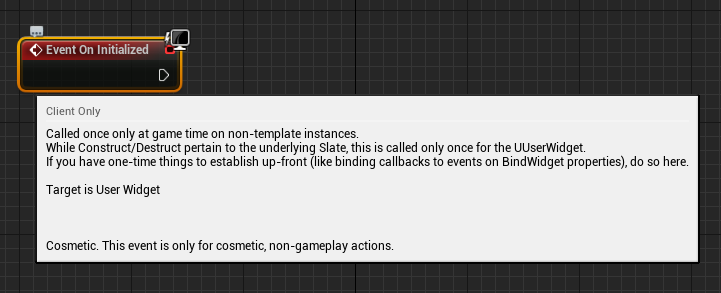 Event On Initialized
Client Only
Called once only at game time on non-template instances.
While Construct/Destruct pertain to the underlying Slate, this is called only once for the UUserWidget.
If you have one-time things to establish up-front (like binding callbacks to events on BindWidget properties), do so here.
Target is User Widget
Cosmetic. This event is only for cosmetic, non-gameplay actions.